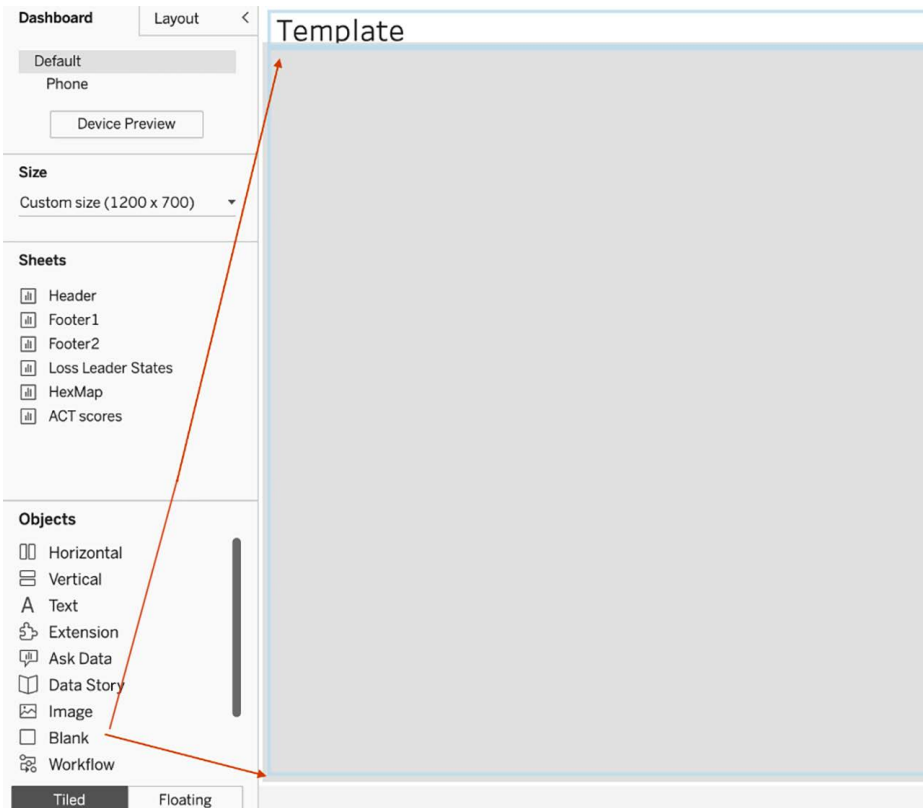 Dashboard
Layout
Template
Default
Phone
Device Preview
Size
Custom size (1200 x 700)
Sheets
Header
Footer1
Footer2
Loss Leader States
HexMap
ACT scores
Objects
Horizontal
Vertical
Text
Extension
Ask Data
Data Story
Image
Blank
Workflow
Tiled
Floating